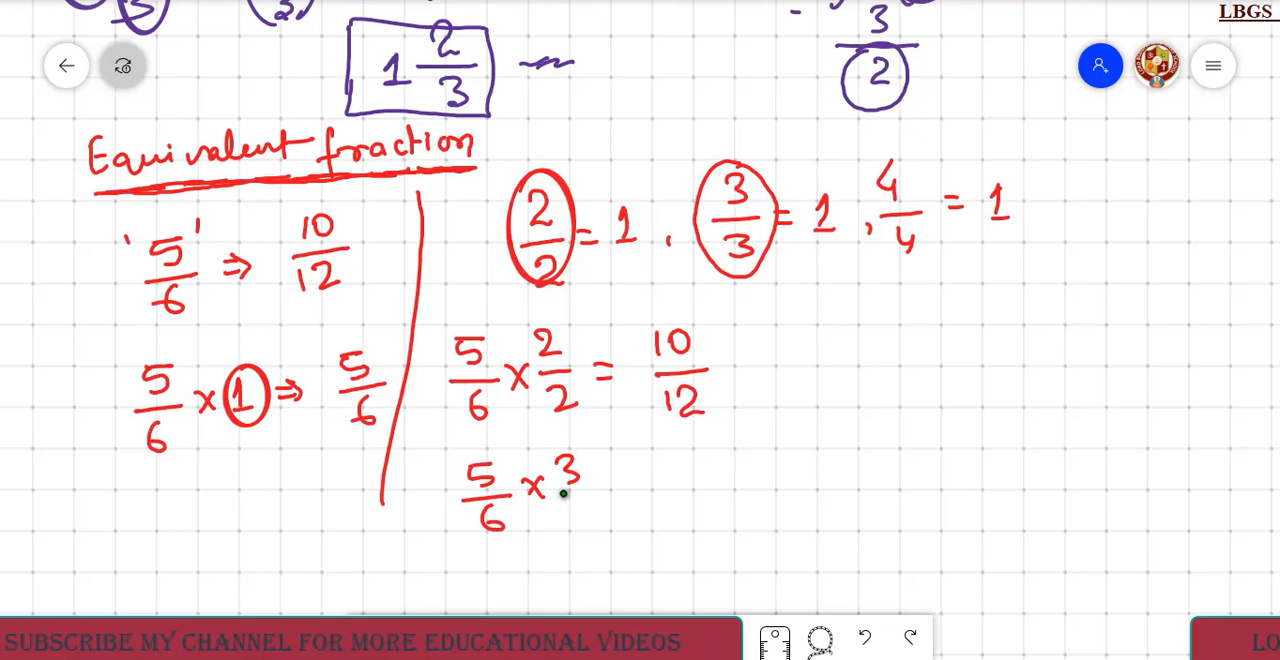 LBGS
1 2/3
3/2
Equivalent fraction
'5/6' ⇒ 10/12
2/2 = 1 , 3/3 = 1 , 4/4 = 1
5/6 × 1 ⇒ 5/6
5/6 × 2/2 = 10/12
5/6 × 3
SUBSCRIBE MY CHANNEL FOR MORE EDUCATIONAL VIDEOS
LO